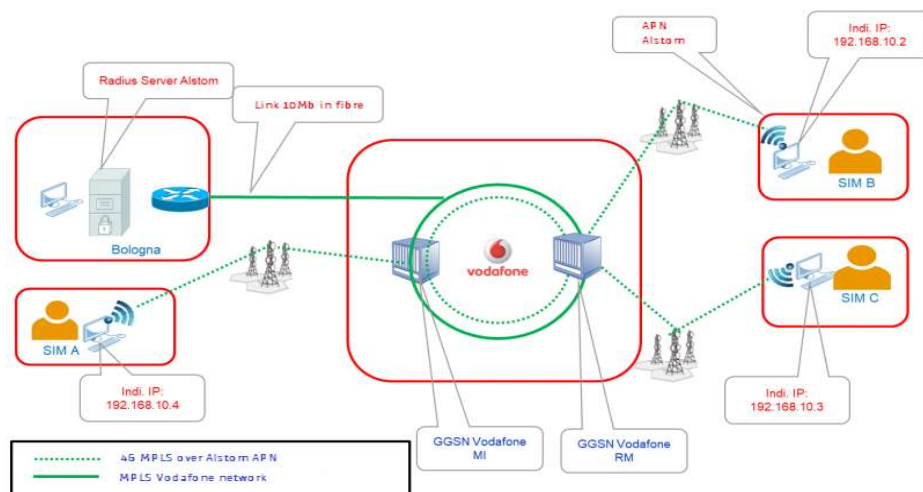 APN
Alstom
Indi. IP:
192.168.10.2
Radius Server Alstom
Link 10Mb in fibre
SIM B
Bologna
vodafone
SIM C
SIM A
Indi. IP:
192.168.10.4
Indi. IP:
192.168.10.3
GGSN Vodafone
MI
GGSN Vodafone
RM
4G MPLS over Alstom APN
MPLS Vodafone network